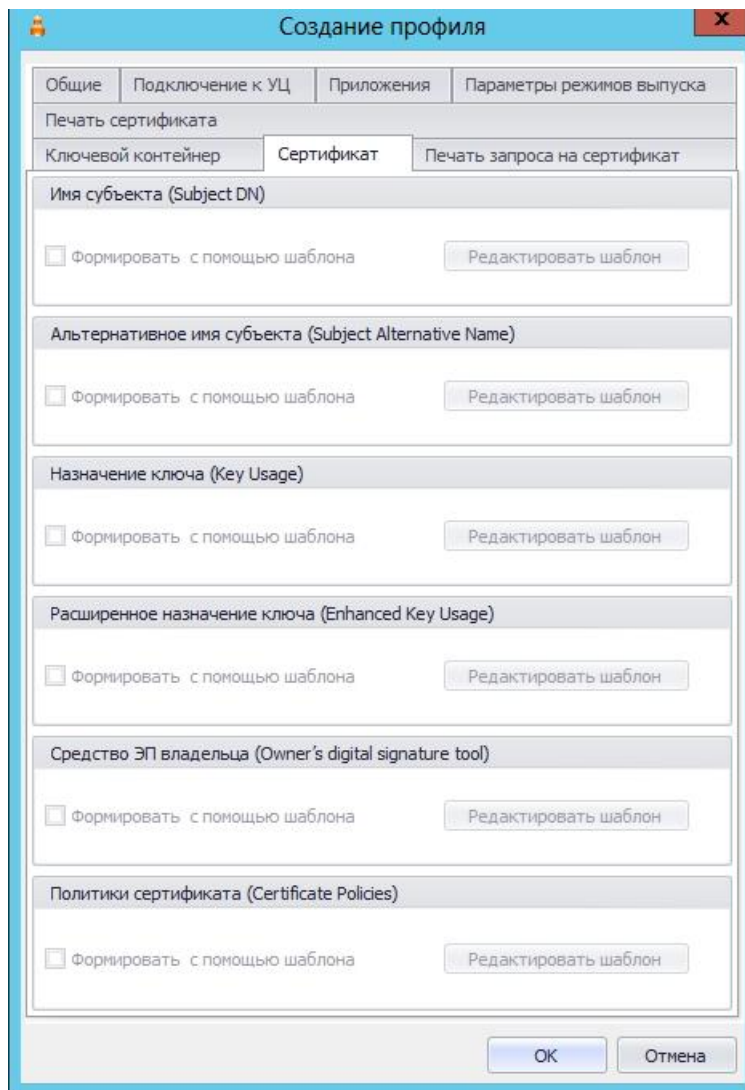 Создание профиля
x
Общие Подключение к УЦ Приложения Параметры режимов выпуска
Печать сертификата
Ключевой контейнер Сертификат Печать запроса на сертификат
Имя субъекта (Subject DN)
Формировать с помощью шаблона Редактировать шаблон
Альтернативное имя субъекта (Subject Alternative Name)
Формировать с помощью шаблона Редактировать шаблон
Назначение ключа (Key Usage)
Формировать с помощью шаблона Редактировать шаблон
Расширенное назначение ключа (Enhanced Key Usage)
Формировать с помощью шаблона Редактировать шаблон
Средство ЭП владельца (Owner's digital signature tool)
Формировать с помощью шаблона Редактировать шаблон
Политики сертификата (Certificate Policies)
Формировать с помощью шаблона Редактировать шаблон
OK Отмена